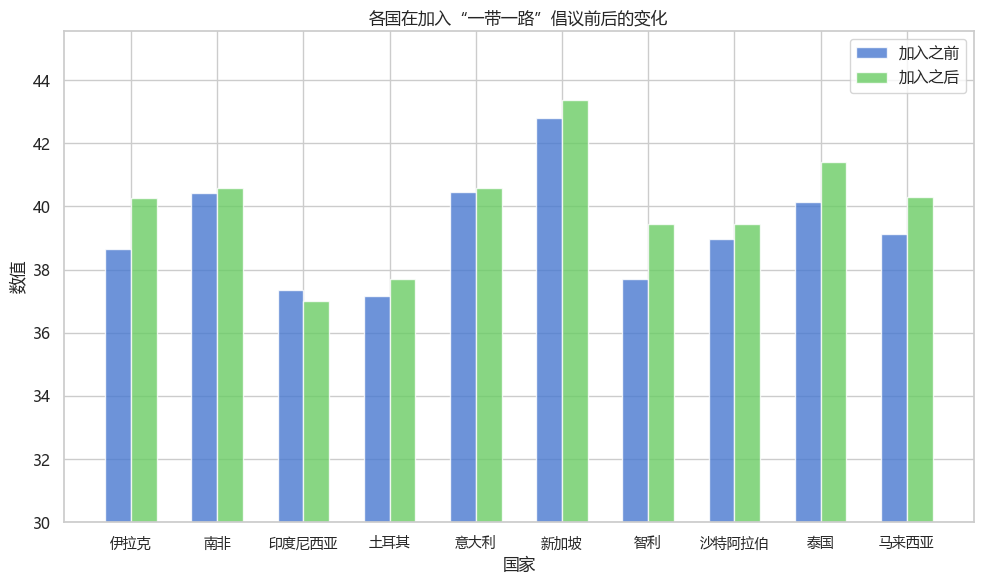 各国在加入“一带一路”倡议前后的变化
加入之前
加入之后
数值
44
42
40
38
36
34
32
30
伊拉克 南非 印度尼西亚 土耳其 意大利 新加坡 智利 沙特阿拉伯 泰国 马来西亚
国家